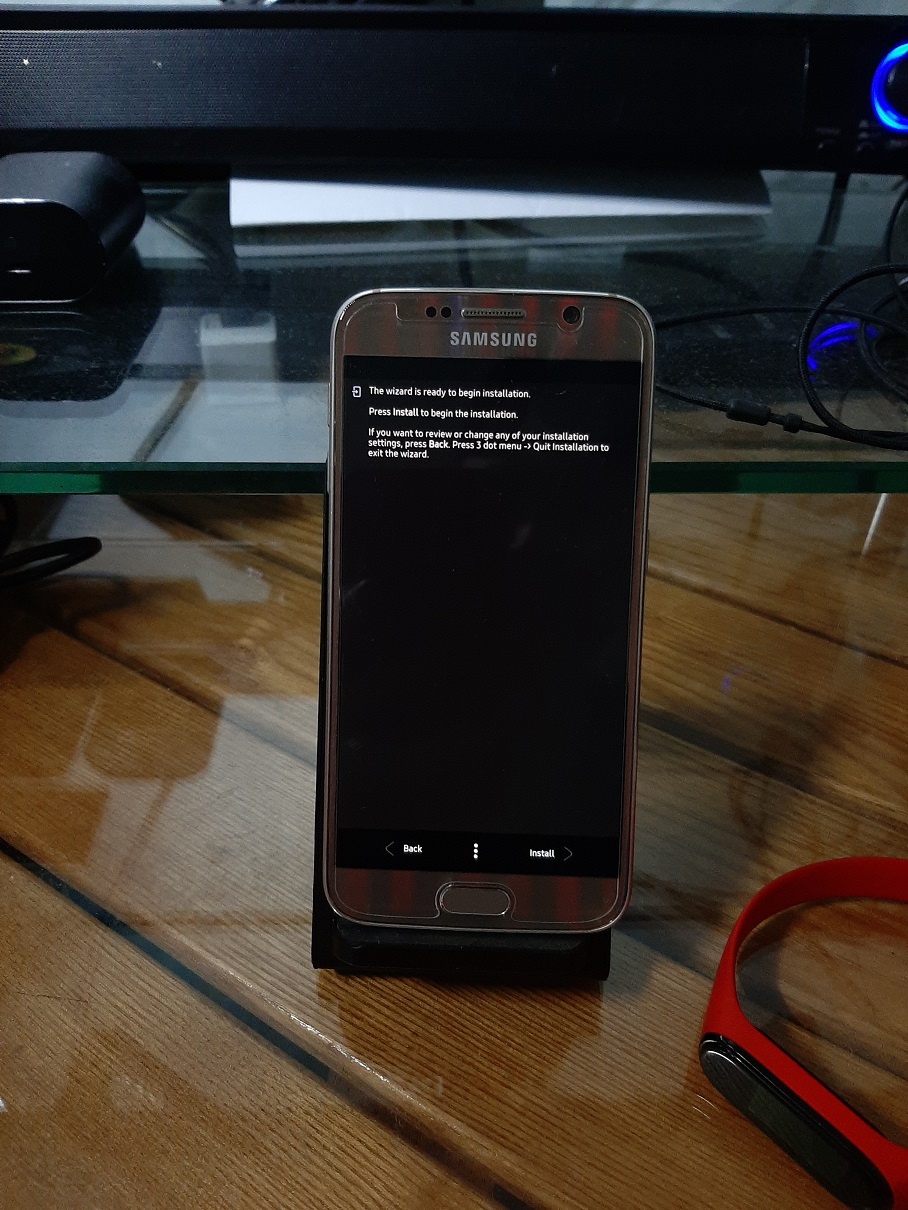 SAMSUNG
The wizard is ready to begin installation.
Press Install to begin the installation.
If you want to review or change any of your installation
settings, press Back. Press 3 dot menu -> Quit Installation to
exit the wizard.
Back
Install